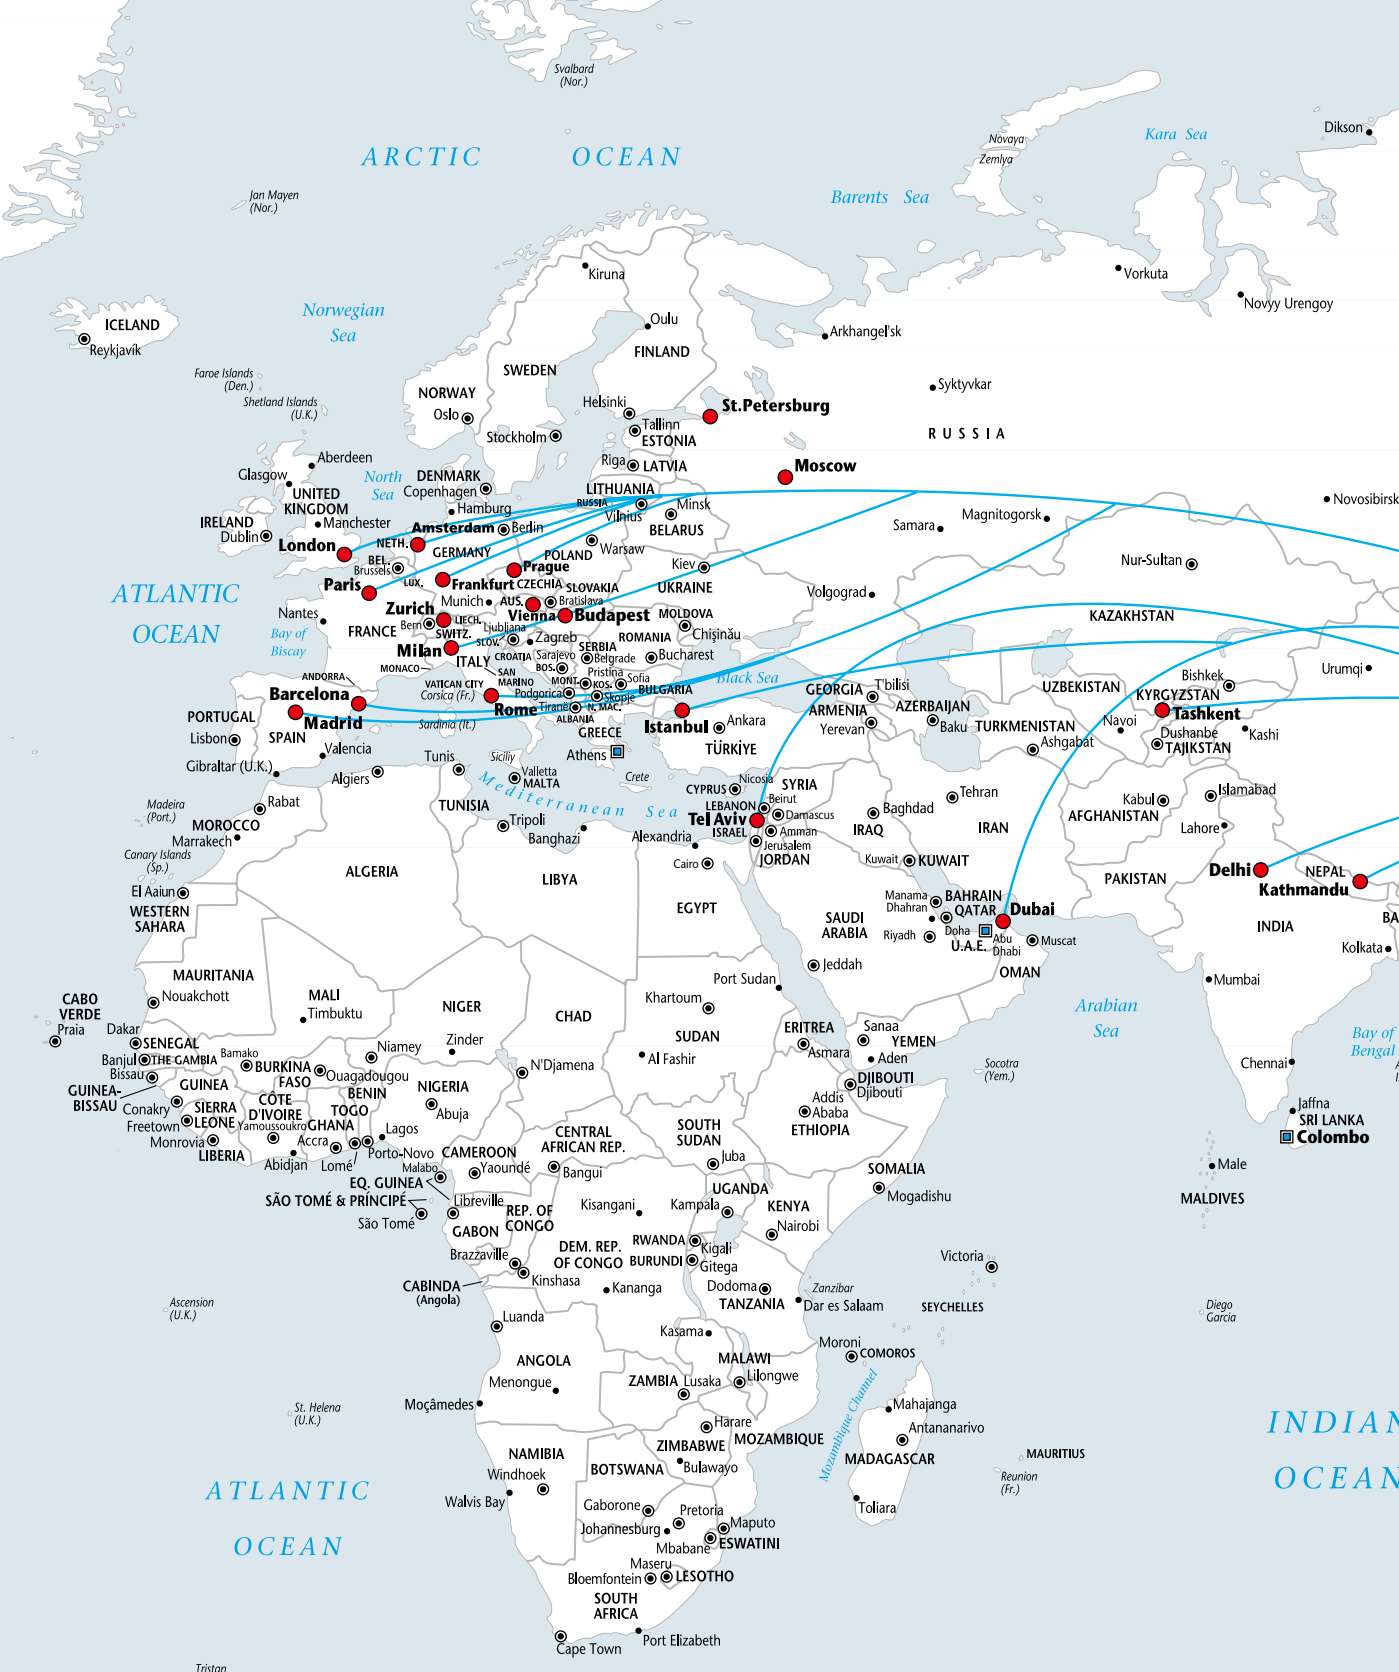 Svalbard
(Nor.)
Dikson
Kara Sea
Novaya
Zemlya
ARCTIC OCEAN
Jan Mayen
(Nor.)
Barents Sea
Kiruna
Vorkuta
Novyy Urengoy
Norwegian
Sea
ICELAND
Reykjavík
Oulu
Arkhangel'sk
FINLAND
SWEDEN
Faroe Islands
(Den.)
Shetland Islands
(U.K.)
NORWAY
Oslo
Syktyvkar
Helsinki
St.Petersburg
Tallinn
ESTONIA
Stockholm
RUSSIA
Aberdeen
Glasgow
North
Sea
DENMARK
Copenhagen
Riga
LATVIA
Moscow
UNITED
KINGDOM
LITHUANIA
RUSSIA
Vilnius
Minsk
BELARUS
Hamburg
Novosibirsk
IRELAND
Dublin
Manchester
Amsterdam
Berlin
Samara
Magnitogorsk
London
NETH.
GERMANY
POLAND
Warsaw
BEL.
Brussels
Kiev
Nur-Sultan
Prague
Paris
LUX.
Frankfurt
CZECHIA
SLOVAKIA
UKRAINE
Volgograd
ATLANTIC
OCEAN
Nantes
Zurich
Munich
AUS.
Bratislava
Vienna
Budapest
MOLDOVA
KAZAKHSTAN
Bay of
Biscay
FRANCE
Bern
LIECH.
SWITZ.
Ljubljana
SLOV.
Zagreb
ROMANIA
Chişinău
Milan
ITALY
CROATIA
Sarajevo
BOS.
SERBIA
Belgrade
Bucharest
MONACO
Urumqi
ANDORRA
VATICAN CITY
Corsica (Fr.)
SAN
MARINO
MONT.
Pristina
KOS.
Sofia
BULGARIA
Black Sea
GEORGIA
T'bilisi
UZBEKISTAN
Bishkek
KYRGYZSTAN
Barcelona
Madrid
Rome
Podgorica
Skopje
Tiranë
N. MAC.
ALBANIA
Istanbul
ARMENIA
Yerevan
AZERBAIJAN
Baku
TURKMENISTAN
Navoi
Tashkent
PORTUGAL
Lisbon
SPAIN
Sardinia (It.)
GREECE
Ankara
TÜRKİYE
Ashgabat
Dushanbe
TAJIKISTAN
Kashi
Valencia
Gibraltar (U.K.)
Algiers
Tunis
Siciliy
Athens
Valletta
MALTA
Crete
Mediterranean Sea
CYPRUS
Nicosia
SYRIA
Tehran
Kabul
Islamabad
Madeira
(Port.)
Rabat
TUNISIA
Tripoli
LEBANON
Beirut
Damascus
Baghdad
AFGHANISTAN
MOROCCO
Marrakech
Banghazi
Alexandria
Tel Aviv
ISRAEL
Amman
Jerusalem
JORDAN
IRAQ
IRAN
Lahore
Canary Islands
(Sp.)
ALGERIA
LIBYA
Cairo
Kuwait
KUWAIT
PAKISTAN
Delhi
NEPAL
Kathmandu
El Aaiun
WESTERN
SAHARA
EGYPT
SAUDI
ARABIA
Manama
Dhahran
BAHRAIN
QATAR
Dubai
Riyadh
Doha
U.A.E.
Abu
Dhabi
Muscat
INDIA
BA
Kolkata
MAURITANIA
Nouakchott
Jeddah
OMAN
Port Sudan
Mumbai
CABO
VERDE
Praia
MALI
Timbuktu
NIGER
CHAD
Khartoum
SUDAN
Arabian
Sea
Dakar
SENEGAL
Banjul
THE GAMBIA
Bissau
Bamako
Niamey
Zinder
Al Fashir
ERITREA
Asmara
Sanaa
YEMEN
Aden
Socotra
(Yem.)
Bay of
Bengal
Chennai
BURKINA
FASO
Ouagadougou
N'Djamena
GUINEA-
BISSAU
GUINEA
BENIN
NIGERIA
Abuja
DJIBOUTI
Djibouti
Conakry
Freetown
SIERRA
LEONE
CÔTE
D'IVOIRE
Yamoussoukro
TOGO
GHANA
Accra
Lagos
Addis
Ababa
ETHIOPIA
Jaffna
SRI LANKA
Colombo
Monrovia
LIBERIA
Abidjan
Lomé
Porto-Novo
CAMEROON
Yaoundé
CENTRAL
AFRICAN REP.
Bangui
SOUTH
SUDAN
Juba
Malabo
EQ. GUINEA
SOMALIA
Mogadishu
Male
MALDIVES
SÃO TOMÉ & PRÍNCIPÉ
São Tomé
Libreville
GABON
REP. OF
CONGO
Kisangani
UGANDA
Kampala
KENYA
Nairobi
Brazzaville
Kinshasa
DEM. REP.
OF CONGO
RWANDA
Kigali
BURUNDI
Gitega
Victoria
CABINDA
(Angola)
Kananga
Dodoma
TANZANIA
Zanzibar
Dar es Salaam
SEYCHELLES
Ascension
(U.K.)
Diego
Garcia
Luanda
Kasama
Moroni
COMOROS
ANGOLA
Menongue
ZAMBIA
Lusaka
MALAWI
Lilongwe
Moçâmedes
St. Helena
(U.K.)
Mozambique Channel
Mahajanga
Antananarivo
INDIAN
OCEAN
Harare
ZIMBABWE
MOZAMBIQUE
MADAGASCAR
MAURITIUS
Reunion
(Fr.)
NAMIBIA
Windhoek
BOTSWANA
Bulawayo
ATLANTIC
OCEAN
Walvis Bay
Gaborone
Pretoria
Johannesburg
Maputo
Mbabane
ESWATINI
Toliara
Maseru
Bloemfontein
LESOTHO
SOUTH
AFRICA
Cape Town
Port Elizabeth
Tristan